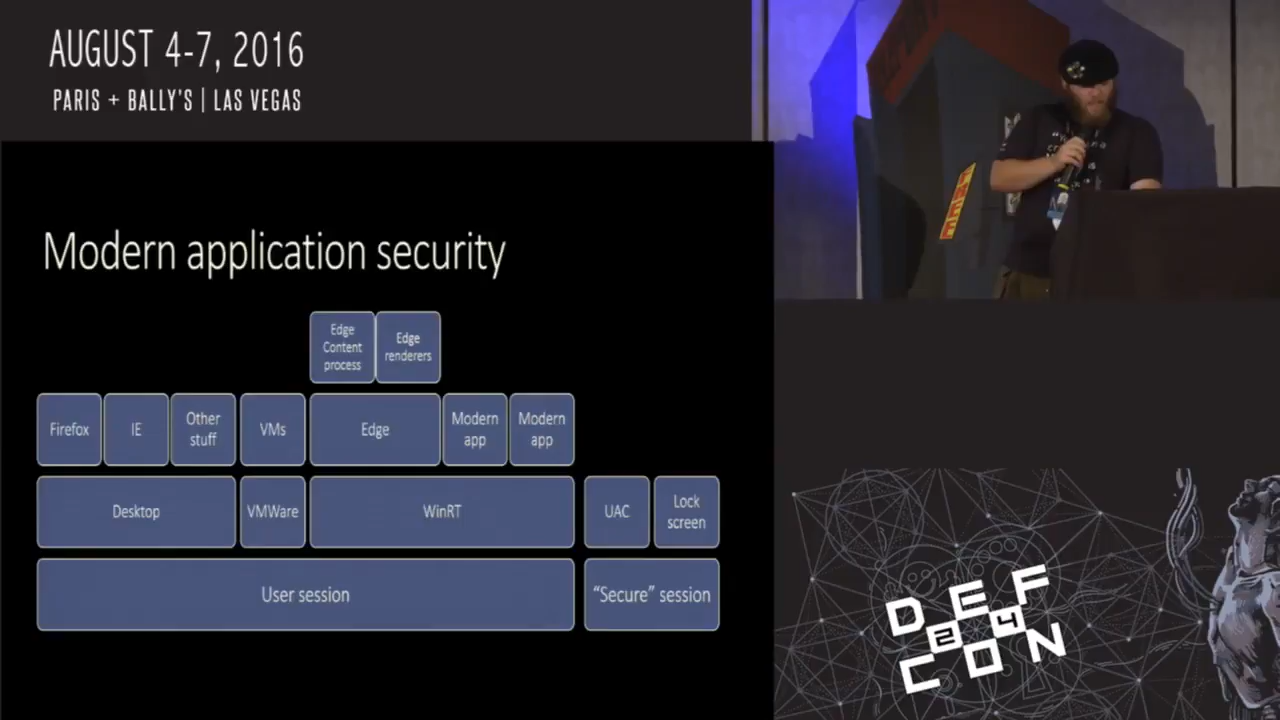 AUGUST 4-7, 2016
PARIS + BALLY'S | LAS VEGAS
Modern application security
Edge
Content
process
Edge
renderers
Firefox
IE
Other
stuff
VMs
Edge
Modern
app
Modern
app
Desktop
VMWare
WinRT
UAC
Lock
screen
User session
“Secure” session
DEF
24
CON